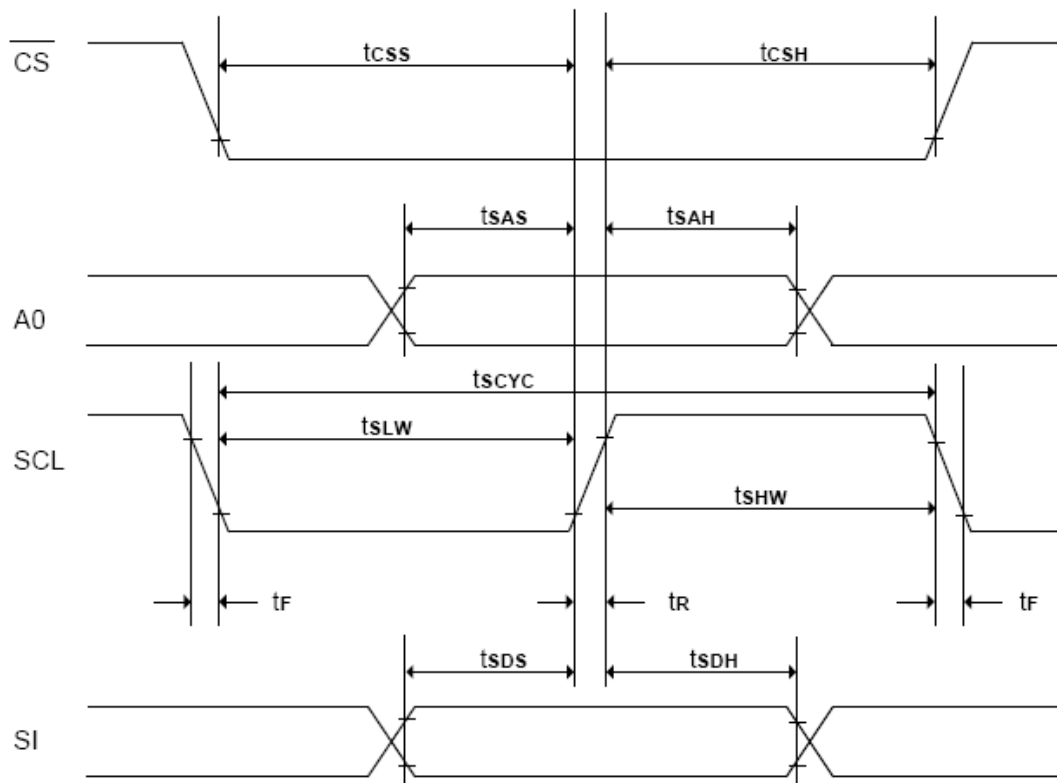 CS
tCSS
tCSH
tSAS
tSAH
A0
tSCYC
tSLW
SCL
tSHW
tF
tR
tF
tSDS
tSDH
SI